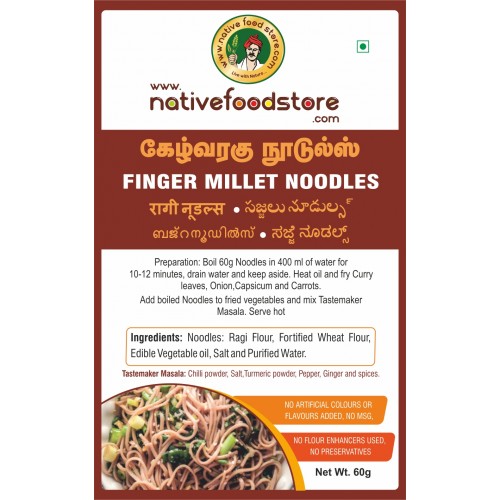 www.native food store.com
Live with Nature...
www.
nativefoodstore
.com
கேழ்வரகு நூடுல்ஸ்
FINGER MILLET NOODLES
रागी नूडल्स • సజ్జలు నూడుల్స్
ബജ്റനൂഡിൽസ് • ಸಜ್ಜೆ ನೂಡಲ್ಸ್
Preparation: Boil 60g Noodles in 400 ml of water for
10-12 minutes, drain water and keep aside. Heat oil and fry Curry
leaves, Onion,Capsicum and Carrots.
Add boiled Noodles to fried vegetables and mix Tastemaker
Masala. Serve hot
Ingredients: Noodles: Ragi Flour, Fortified Wheat Flour,
Edible Vegetable oil, Salt and Purified Water.
Tastemaker Masala: Chilli powder, Salt,Turmeric powder, Pepper, Ginger and spices.
NO ARTIFICIAL COLOURS OR
FLAVOURS ADDED, NO MSG,
NO FLOUR ENHANCERS USED,
NO PRESERVATIVES
Net Wt. 60g